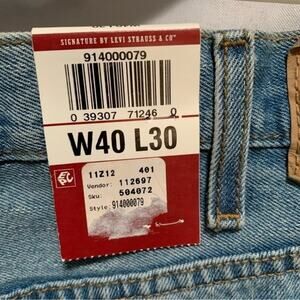 SIGNATURE BY LEVI STRAUSS & CO™
914000079
0 39307 71246 0
W40 L30
11Z12 401
Vendor: 112697
Sku: 504072
Style: 914000079